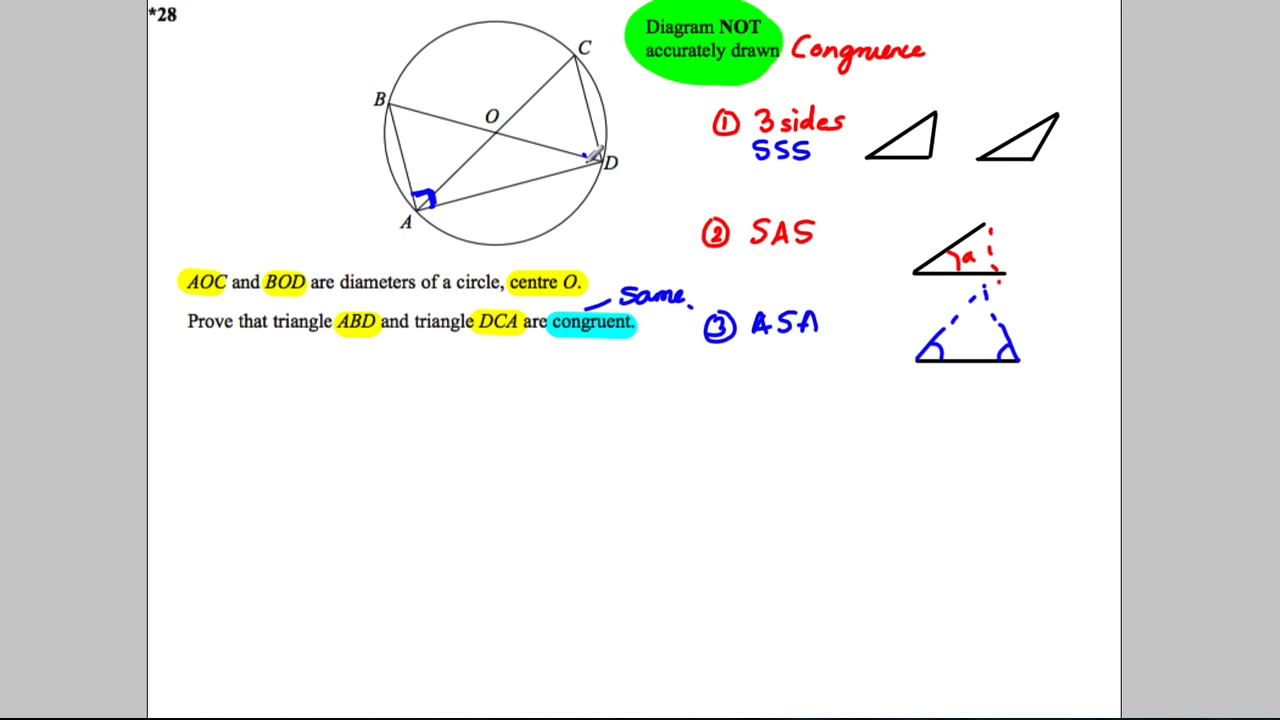 *28
Diagram NOT
accurately drawn
Congruence
C
B
O
D
A
① 3 sides
SSS
② SAS
a
AOC and BOD are diameters of a circle, centre O.
Same.
Prove that triangle ABD and triangle DCA are congruent.
③ ASA